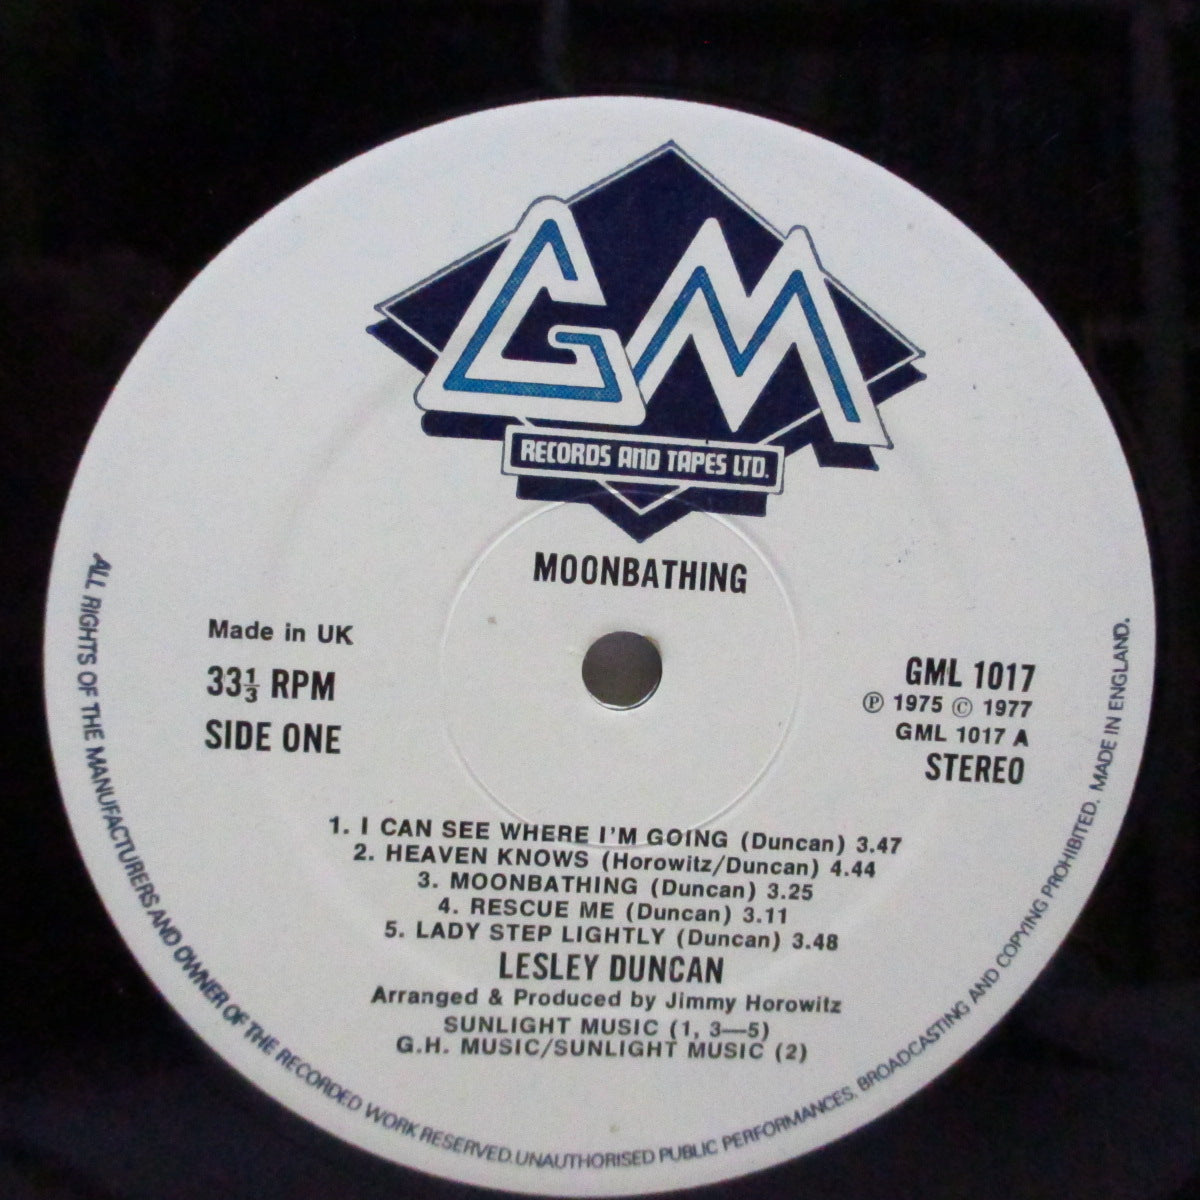 GM
RECORDS AND TAPES LTD.
MOONBATHING
Made in UK
33⅓ RPM
SIDE ONE
GML 1017
℗ 1975 © 1977
GML 1017 A
STEREO
1. I CAN SEE WHERE I'M GOING (Duncan) 3.47
2. HEAVEN KNOWS (Horowitz/Duncan) 4.44
3. MOONBATHING (Duncan) 3.25
4. RESCUE ME (Duncan) 3.11
5. LADY STEP LIGHTLY (Duncan) 3.48
LESLEY DUNCAN
Arranged & Produced by Jimmy Horowitz
SUNLIGHT MUSIC (1, 3—5)
G.H. MUSIC/SUNLIGHT MUSIC (2)
ALL RIGHTS OF THE MANUFACTURERS AND OWNER OF THE RECORDED WORK RESERVED. UNAUTHORISED PUBLIC PERFORMANCES, BROADCASTING AND COPYING PROHIBITED. MADE IN ENGLAND.